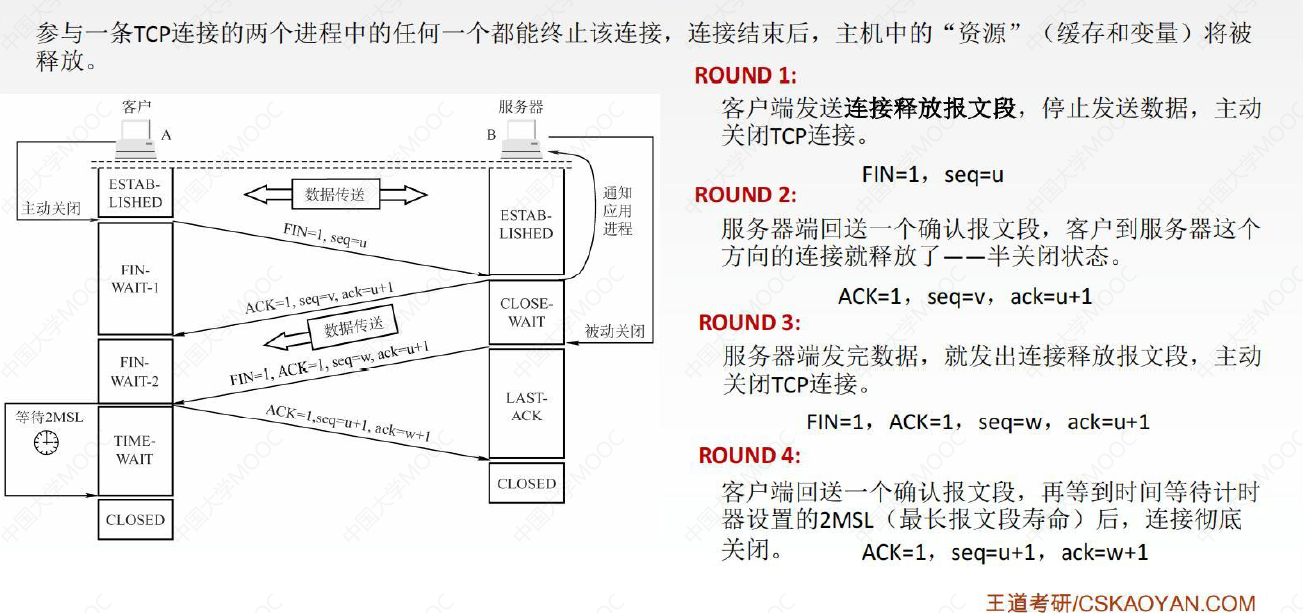 参与一条TCP连接的两个进程中的任何一个都能终止该连接，连接结束后，主机中的“资源”（缓存和变量）将被
释放。
客户
A
服务器
B
ESTAB-
LISHED
数据传送
主动关闭
ESTAB-
LISHED
通知
应用
进程
FIN=1, seq=u
FIN-
WAIT-1
ACK=1, seq=v, ack=u+1
CLOSE-
WAIT
数据传送
被动关闭
FIN-
WAIT-2
FIN=1, ACK=1, seq=w, ack=u+1
LAST-
ACK
等待2MSL
ACK=1,seq=u+1, ack=w+1
TIME-
WAIT
CLOSED
CLOSED
ROUND 1:
客户端发送连接释放报文段，停止发送数据，主动
关闭TCP连接。
FIN=1，seq=u
ROUND 2:
服务器端回送一个确认报文段，客户到服务器这个
方向的连接就释放了——半关闭状态。
ACK=1，seq=v，ack=u+1
ROUND 3:
服务器端发完数据，就发出连接释放报文段，主动
关闭TCP连接。
FIN=1，ACK=1，seq=w，ack=u+1
ROUND 4:
客户端回送一个确认报文段，再等到时间等待计时
器设置的2MSL（最长报文段寿命）后，连接彻底
关闭。
ACK=1，seq=u+1，ack=w+1
王道考研/CSKAOYAN.COM
中国大学MOOC